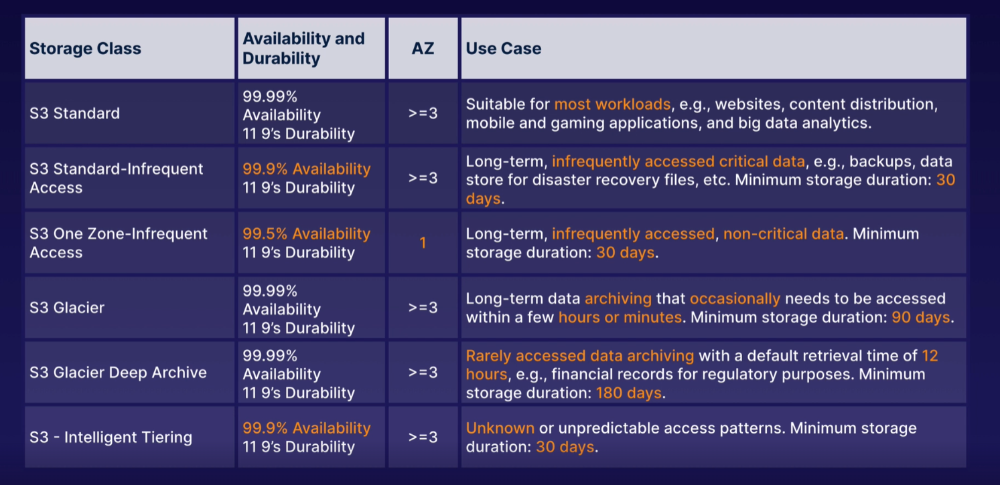 Storage Class
Availability and
Durability
AZ
Use Case
S3 Standard
99.99%
Availability
11 9’s Durability
>=3
Suitable for most workloads, e.g., websites, content distribution,
mobile and gaming applications, and big data analytics.
S3 Standard-Infrequent
Access
99.9% Availability
11 9’s Durability
>=3
Long-term, infrequently accessed critical data, e.g., backups, data
store for disaster recovery files, etc. Minimum storage duration: 30
days.
S3 One Zone-Infrequent
Access
99.5% Availability
11 9’s Durability
1
Long-term, infrequently accessed, non-critical data. Minimum
storage duration: 30 days.
S3 Glacier
99.99%
Availability
11 9’s Durability
>=3
Long-term data archiving that occasionally needs to be accessed
within a few hours or minutes. Minimum storage duration: 90 days.
S3 Glacier Deep Archive
99.99%
Availability
11 9’s Durability
>=3
Rarely accessed data archiving with a default retrieval time of 12
hours, e.g., financial records for regulatory purposes. Minimum
storage duration: 180 days.
S3 - Intelligent Tiering
99.9% Availability
11 9’s Durability
>=3
Unknown or unpredictable access patterns. Minimum storage
duration: 30 days.